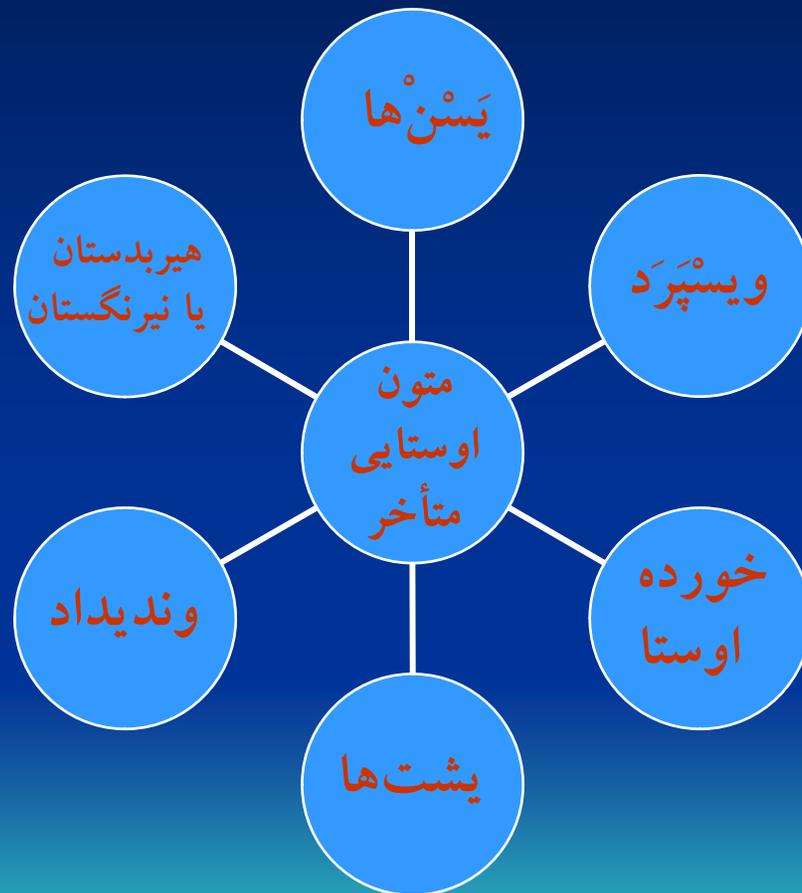 یَسْنْ‌ها
ویسْپَرَد
خورده
اوستا
یشت‌ها
وندیداد
هیربدستان
یا نیرنگستان
متون
اوستایی
متأخر